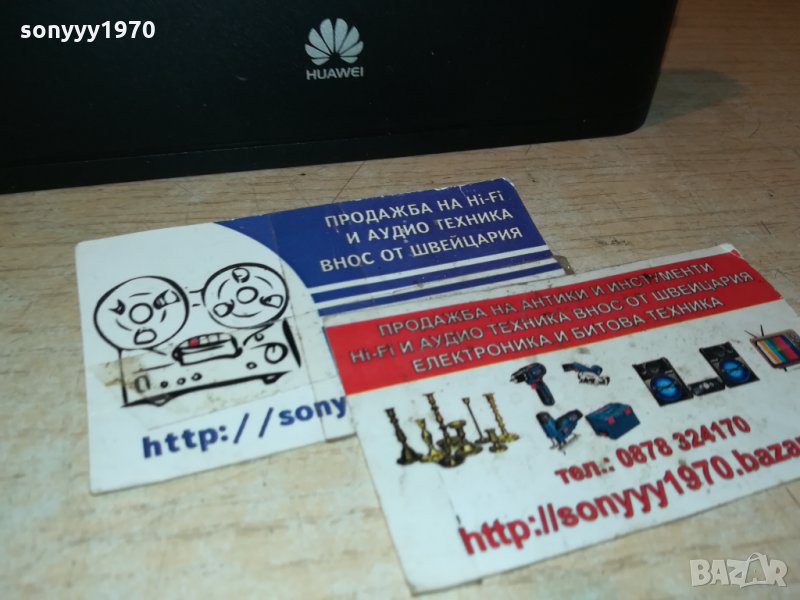 sonyyy1970
HUAWEI
ПРОДАЖБА НА Hi-Fi
И АУДИО ТЕХНИКА
ВНОС ОТ ШВЕЙЦАРИЯ
http://sony
ПРОДАЖБА НА АНТИКИ И ИНСТУМЕНТИ
Hi-Fi И АУДИО ТЕХНИКА ВНОС ОТ ШВЕЙЦАРИЯ
ЕЛЕКТРОНИКА И БИТОВА ТЕХНИКА
тел.: 0878 324170
http://sonyyy1970.bazar
BAZAR